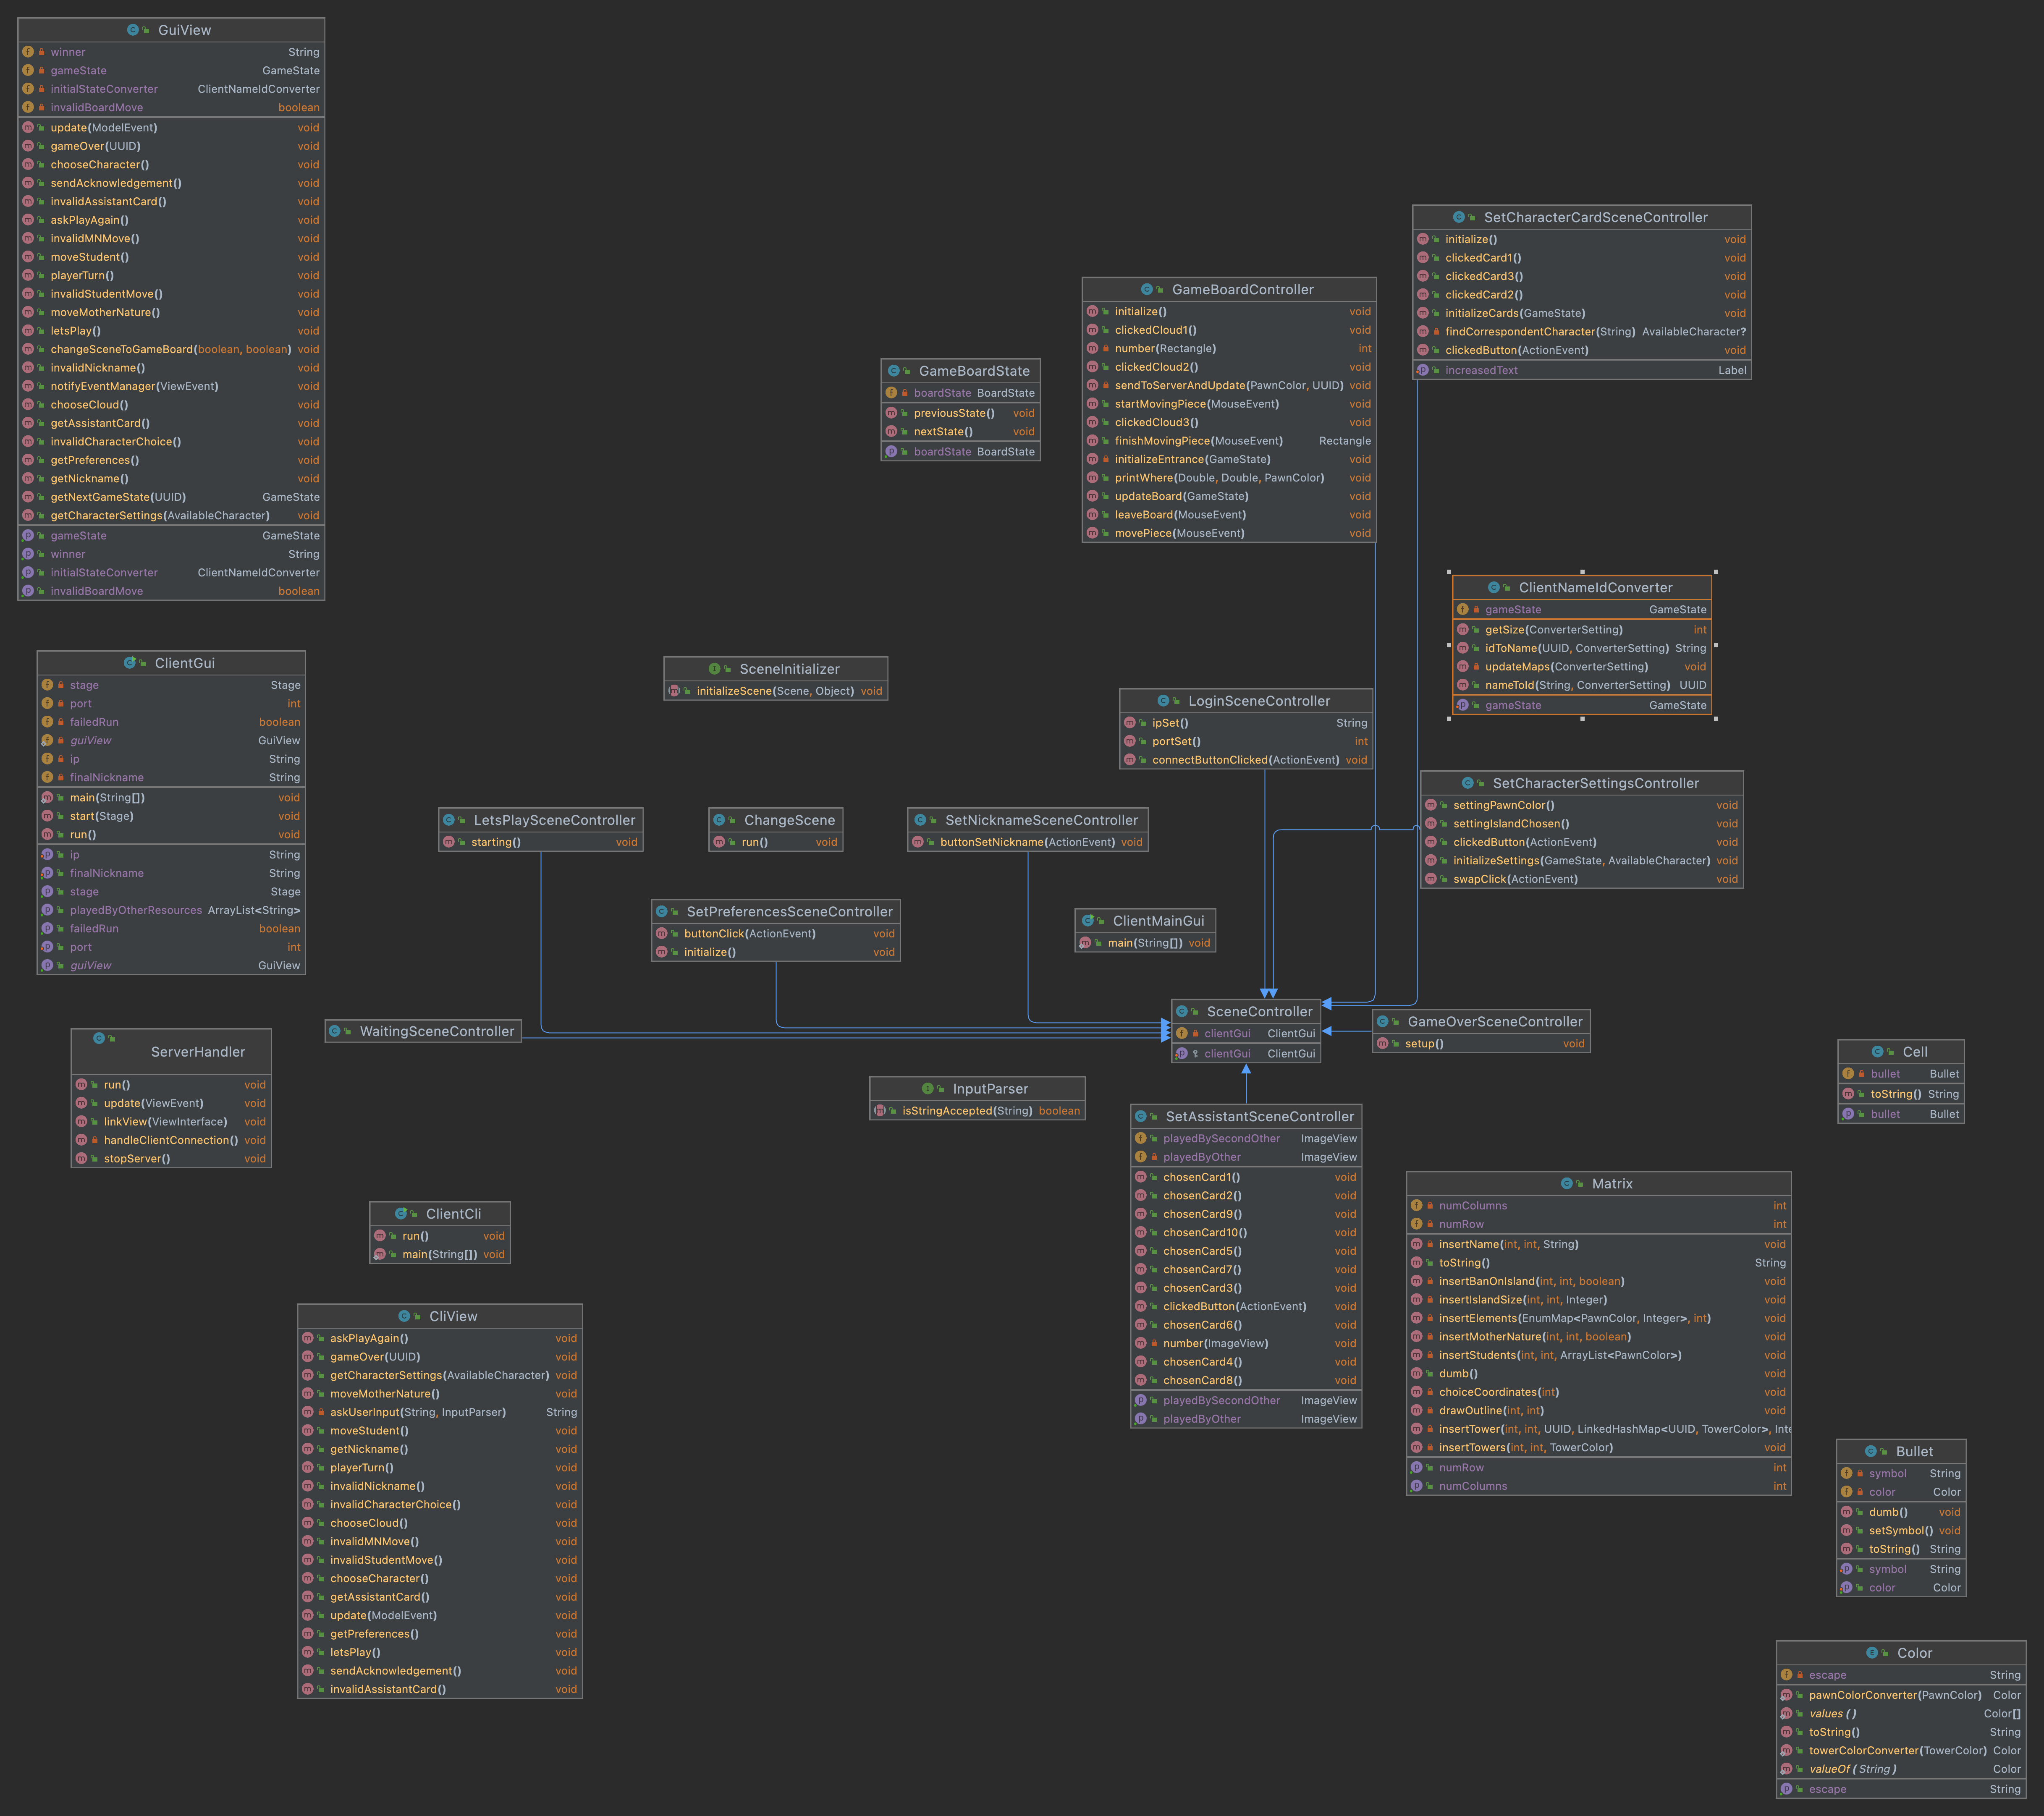 GuiView
winner String
gameState GameState
initialStateConverter ClientNameIdConverter
invalidBoardMove boolean
update(ModelEvent) void
gameOver(UUID) void
chooseCharacter() void
sendAcknowledgement() void
invalidAssistantCard() void
askPlayAgain() void
invalidMNMove() void
moveStudent() void
playerTurn() void
invalidStudentMove() void
moveMotherNature() void
letsPlay() void
changeSceneToGameBoard(boolean, boolean) void
invalidNickname() void
notifyEventManager(ViewEvent) void
chooseCloud() void
getAssistantCard() void
invalidCharacterChoice() void
getPreferences() void
getNickname() void
getNextGameState(UUID) GameState
getCharacterSettings(AvailableCharacter) void
gameState GameState
winner String
initialStateConverter ClientNameIdConverter
invalidBoardMove boolean
SetCharacterCardSceneController
initialize() void
clickedCard1() void
clickedCard3() void
clickedCard2() void
initializeCards(GameState) void
findCorrespondentCharacter(String) AvailableCharacter?
clickedButton(ActionEvent) void
increasedText Label
GameBoardController
initialize() void
clickedCloud1() void
number(Rectangle) int
clickedCloud2() void
sendToServerAndUpdate(PawnColor, UUID) void
startMovingPiece(MouseEvent) void
clickedCloud3() void
finishMovingPiece(MouseEvent) Rectangle
initializeEntrance(GameState) void
printWhere(Double, Double, PawnColor) void
updateBoard(GameState) void
leaveBoard(MouseEvent) void
movePiece(MouseEvent) void
GameBoardState
boardState BoardState
previousState() void
nextState() void
boardState BoardState
ClientNameIdConverter
gameState GameState
getSize(ConverterSetting) int
idToName(UUID, ConverterSetting) String
updateMaps(ConverterSetting) void
nameToId(String, ConverterSetting) UUID
gameState GameState
ClientGui
stage Stage
port int
failedRun boolean
guiView GuiView
ip String
finalNickname String
main(String[]) void
start(Stage) void
run() void
ip String
finalNickname String
stage Stage
playedByOtherResources ArrayList<String>
failedRun boolean
port int
guiView GuiView
SceneInitializer
initializeScene(Scene, Object) void
LoginSceneController
ipSet() String
portSet() int
connectButtonClicked(ActionEvent) void
SetCharacterSettingsController
settingPawnColor() void
settingIslandChosen() void
clickedButton(ActionEvent) void
initializeSettings(GameState, AvailableCharacter) void
swapClick(ActionEvent) void
LetsPlaySceneController
starting() void
ChangeScene
run() void
SetNicknameSceneController
buttonSetNickname(ActionEvent) void
SetPreferencesSceneController
buttonClick(ActionEvent) void
initialize() void
ClientMainGui
main(String[]) void
WaitingSceneController
SceneController
clientGui ClientGui
clientGui ClientGui
GameOverSceneController
setup() void
ServerHandler
run() void
update(ViewEvent) void
linkView(ViewInterface) void
handleClientConnection() void
stopServer() void
InputParser
isStringAccepted(String) boolean
Cell
bullet Bullet
toString() String
bullet Bullet
SetAssistantSceneController
playedBySecondOther ImageView
playedByOther ImageView
chosenCard1() void
chosenCard2() void
chosenCard9() void
chosenCard10() void
chosenCard5() void
chosenCard7() void
chosenCard3() void
clickedButton(ActionEvent) void
chosenCard6() void
number(ImageView) void
chosenCard4() void
chosenCard8() void
playedBySecondOther ImageView
playedByOther ImageView
Matrix
numColumns int
numRow int
insertName(int, int, String) void
toString() String
insertBanOnIsland(int, int, boolean) void
insertIslandSize(int, int, Integer) void
insertElements(EnumMap<PawnColor, Integer>, int) void
insertMotherNature(int, int, boolean) void
insertStudents(int, int, ArrayList<PawnColor>) void
dumb() void
choiceCoordinates(int) void
drawOutline(int, int) void
insertTower(int, int, UUID, LinkedHashMap<UUID, TowerColor>, Inte
insertTowers(int, int, TowerColor) void
numRow int
numColumns int
ClientCli
run() void
main(String[]) void
CliView
askPlayAgain() void
gameOver(UUID) void
getCharacterSettings(AvailableCharacter) void
moveMotherNature() void
askUserInput(String, InputParser) String
moveStudent() void
getNickname() void
playerTurn() void
invalidNickname() void
invalidCharacterChoice() void
chooseCloud() void
invalidMNMove() void
invalidStudentMove() void
chooseCharacter() void
getAssistantCard() void
update(ModelEvent) void
getPreferences() void
letsPlay() void
sendAcknowledgement() void
invalidAssistantCard() void
Bullet
symbol String
color Color
dumb() void
setSymbol() void
toString() String
symbol String
color Color
Color
escape String
pawnColorConverter(PawnColor) Color
values () Color[]
toString() String
towerColorConverter(TowerColor) Color
valueOf ( String ) Color
escape String